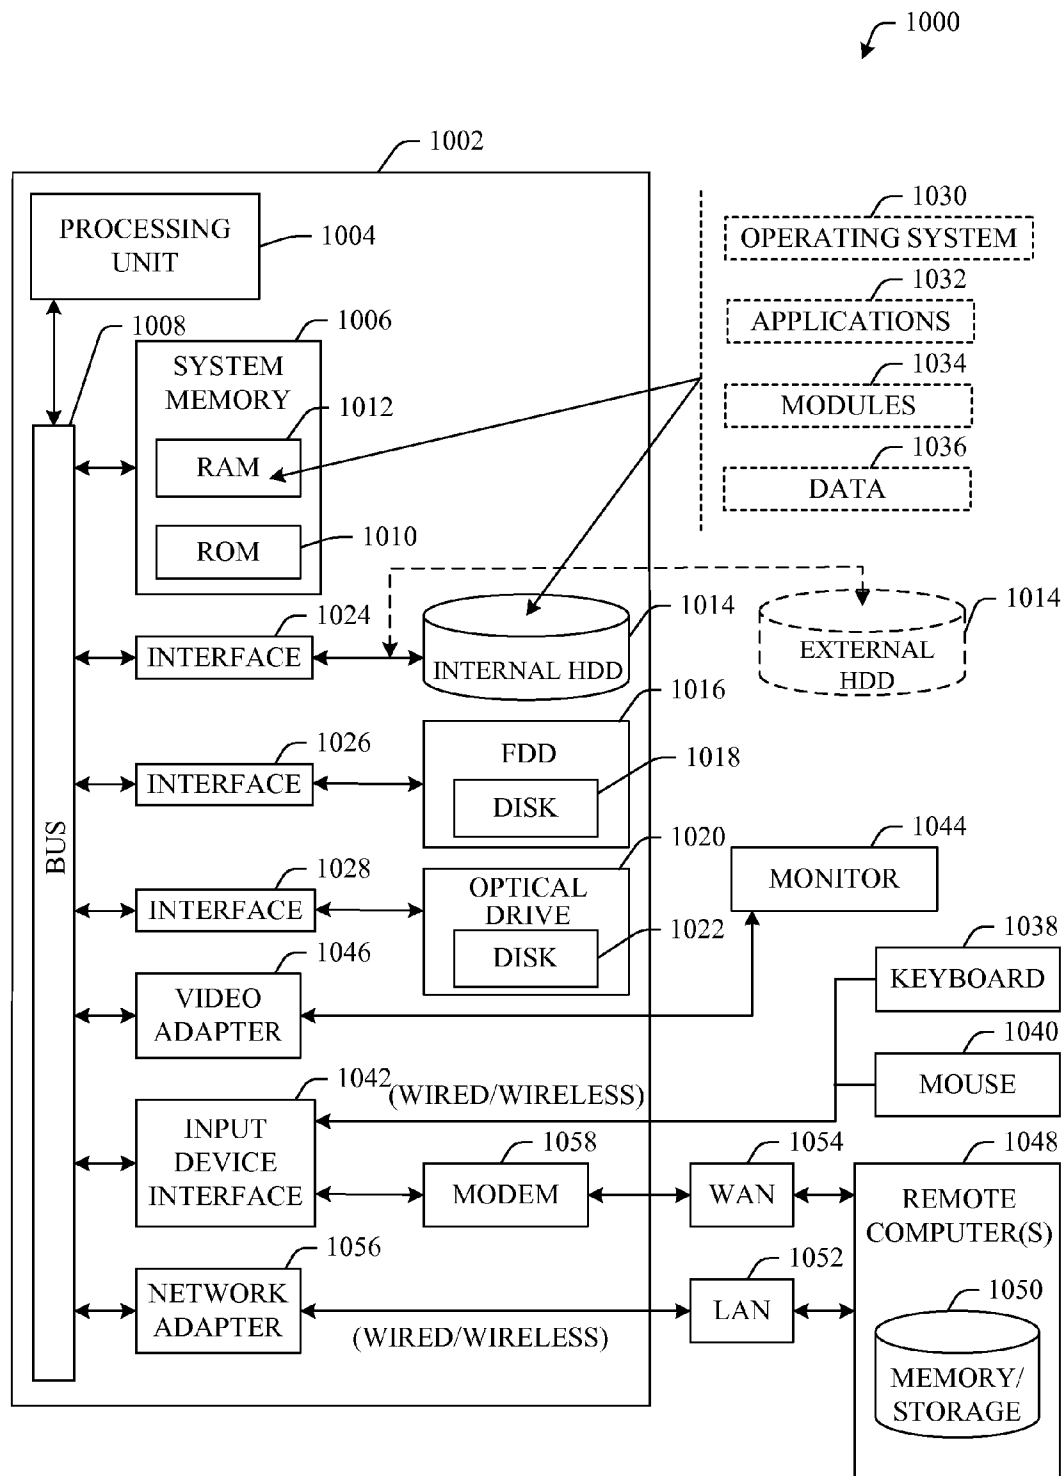 1000
1002
PROCESSING
UNIT
1004
1030
OPERATING SYSTEM
1032
APPLICATIONS
1034
MODULES
1036
DATA
1008
1006
SYSTEM
MEMORY
1012
RAM
1010
ROM
BUS
1024
INTERFACE
1014
INTERNAL HDD
1014
EXTERNAL
HDD
1026
INTERFACE
1016
FDD
1018
DISK
1028
INTERFACE
1020
OPTICAL
DRIVE
1022
DISK
1044
MONITOR
1046
VIDEO
ADAPTER
1038
KEYBOARD
1040
MOUSE
1042
(WIRED/WIRELESS)
INPUT
DEVICE
INTERFACE
1058
MODEM
1054
WAN
1048
REMOTE
COMPUTER(S)
1056
NETWORK
ADAPTER
(WIRED/WIRELESS)
1052
LAN
1050
MEMORY/
STORAGE